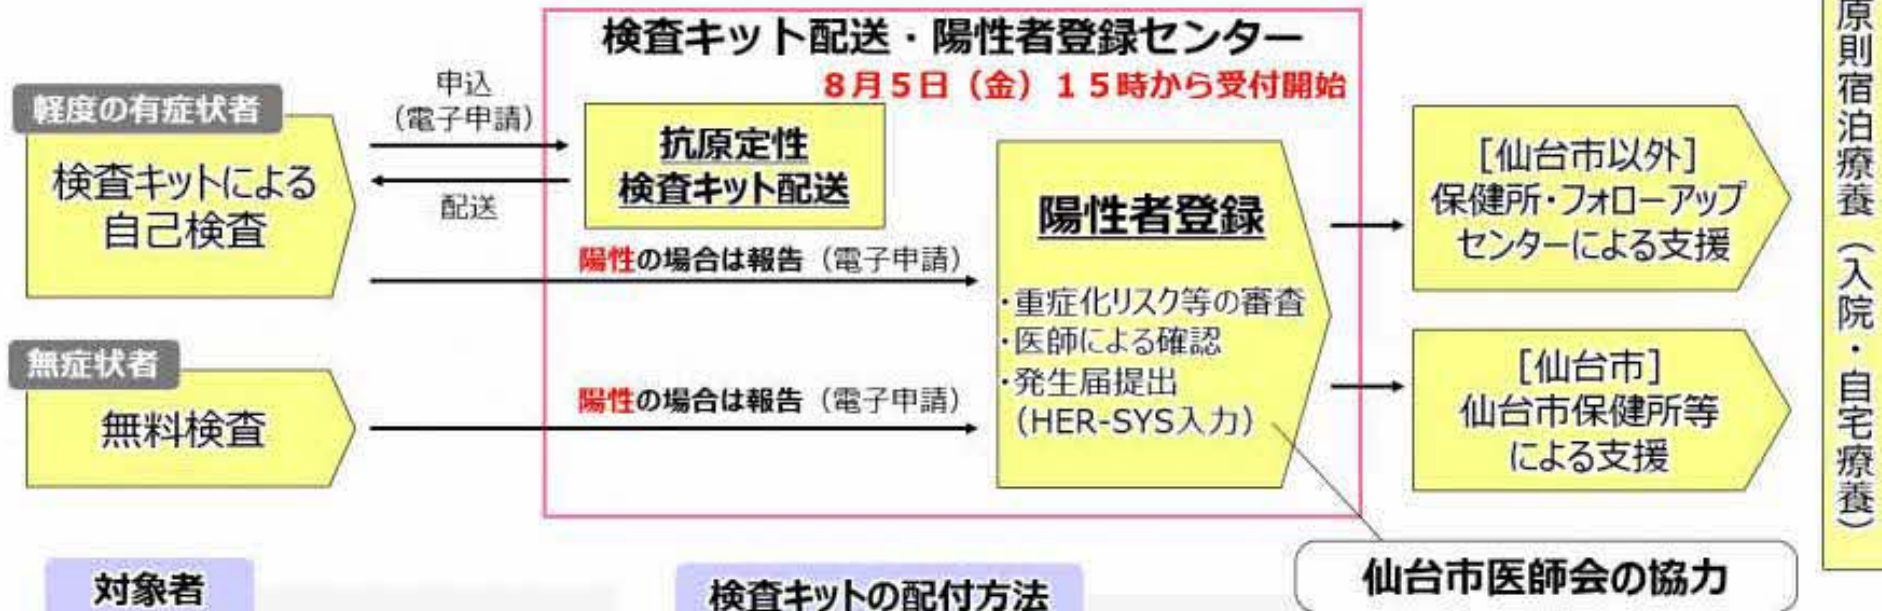 検査キット配送・陽性者登録センター
8月5日（金）15時から受付開始
軽度の有症状者
検査キットによる
自己検査
申込
（電子申請）
配送
抗原定性
検査キット配送
陽性の場合は報告（電子申請）
無症状者
無料検査
陽性の場合は報告（電子申請）
陽性者登録
・重症化リスク等の審査
・医師による確認
・発生届提出
（HER-SYS入力）
［仙台市以外］
保健所・フォローアップ
センターによる支援
［仙台市］
仙台市保健所等
による支援
原則宿泊療養（入院・自宅療養）
仙台市医師会の協力
対象者
検査キットの配付方法